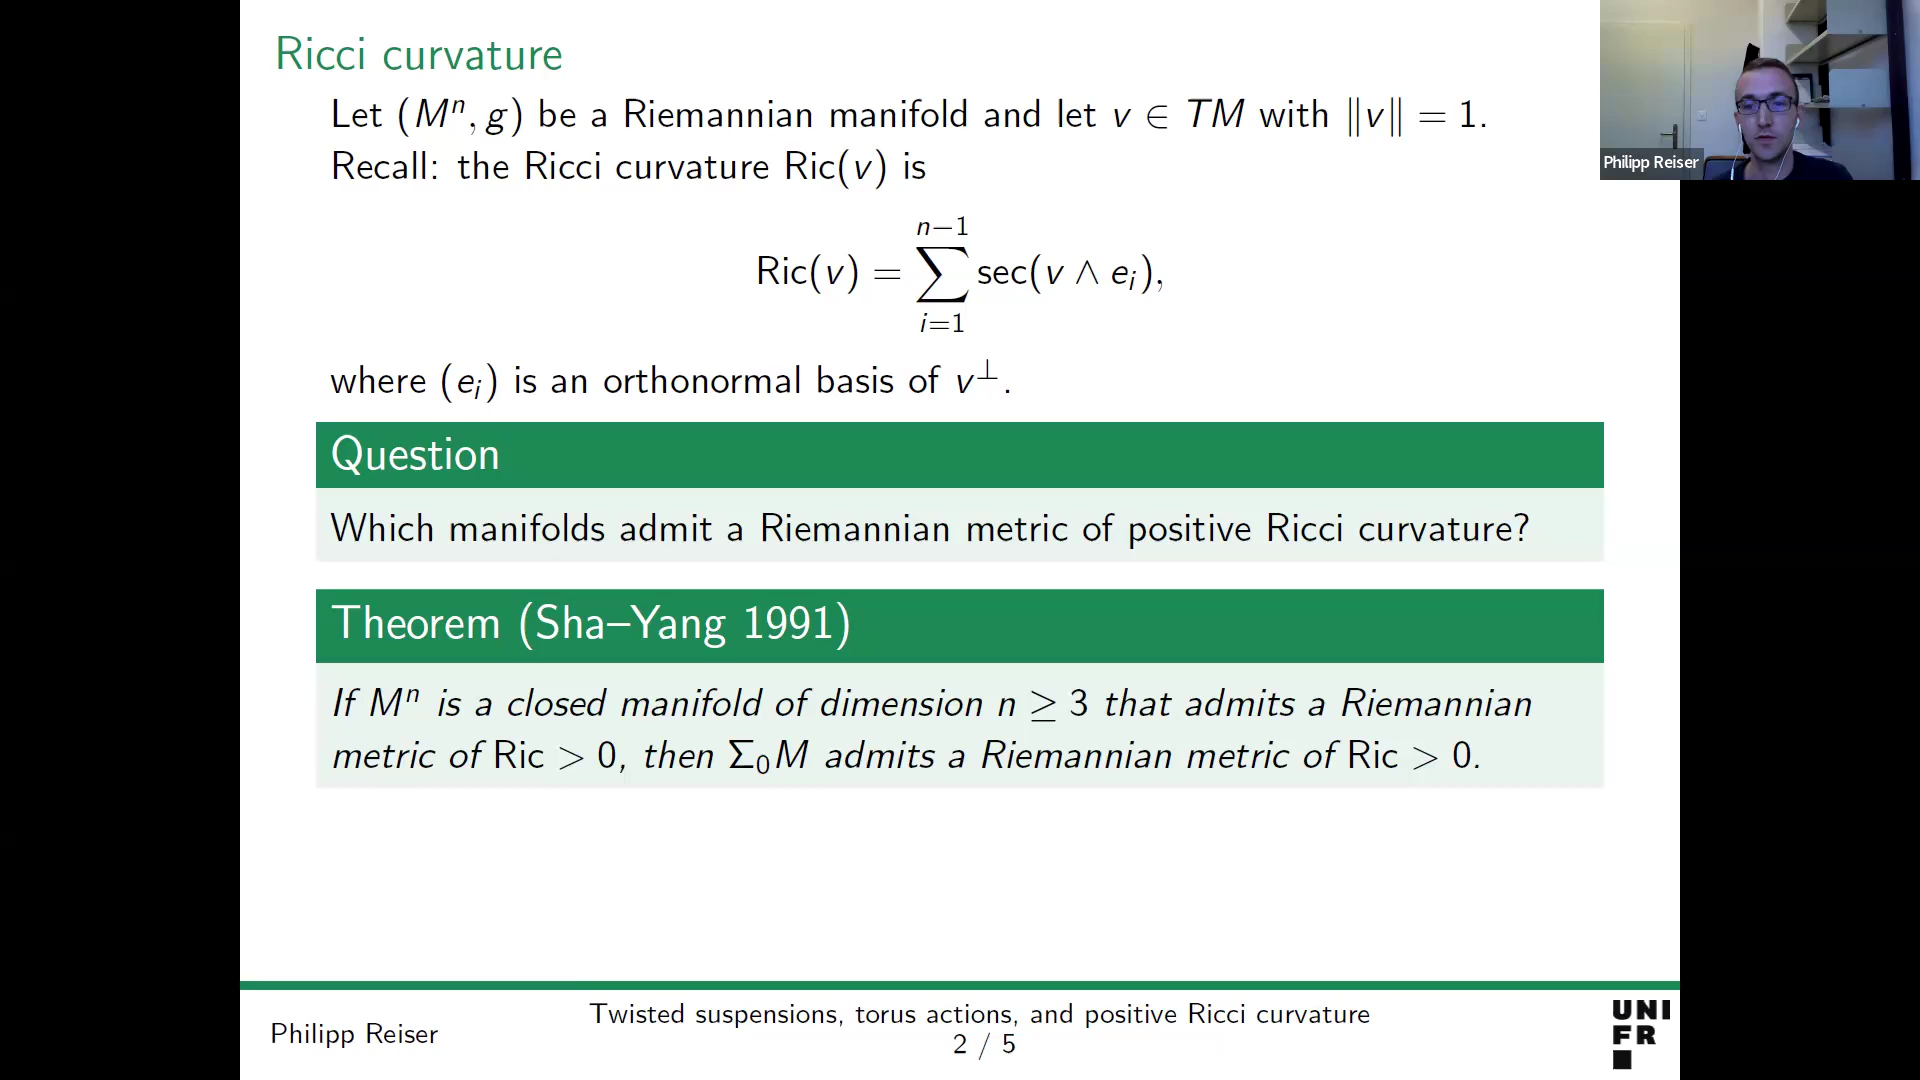 Ricci curvature
Let (Mⁿ, g) be a Riemannian manifold and let v ∈ TM with ‖v‖ = 1.
Recall: the Ricci curvature Ric(v) is
Ric(v) = ∑_{i=1}^{n−1} sec(v ∧ e_i),
where (e_i) is an orthonormal basis of v^⊥.
Question
Which manifolds admit a Riemannian metric of positive Ricci curvature?
Theorem (Sha–Yang 1991)
If Mⁿ is a closed manifold of dimension n ≥ 3 that admits a Riemannian
metric of Ric > 0, then Σ₀M admits a Riemannian metric of Ric > 0.
Philipp Reiser
Twisted suspensions, torus actions, and positive Ricci curvature
2 / 5
UNI
FR
Philipp Reiser